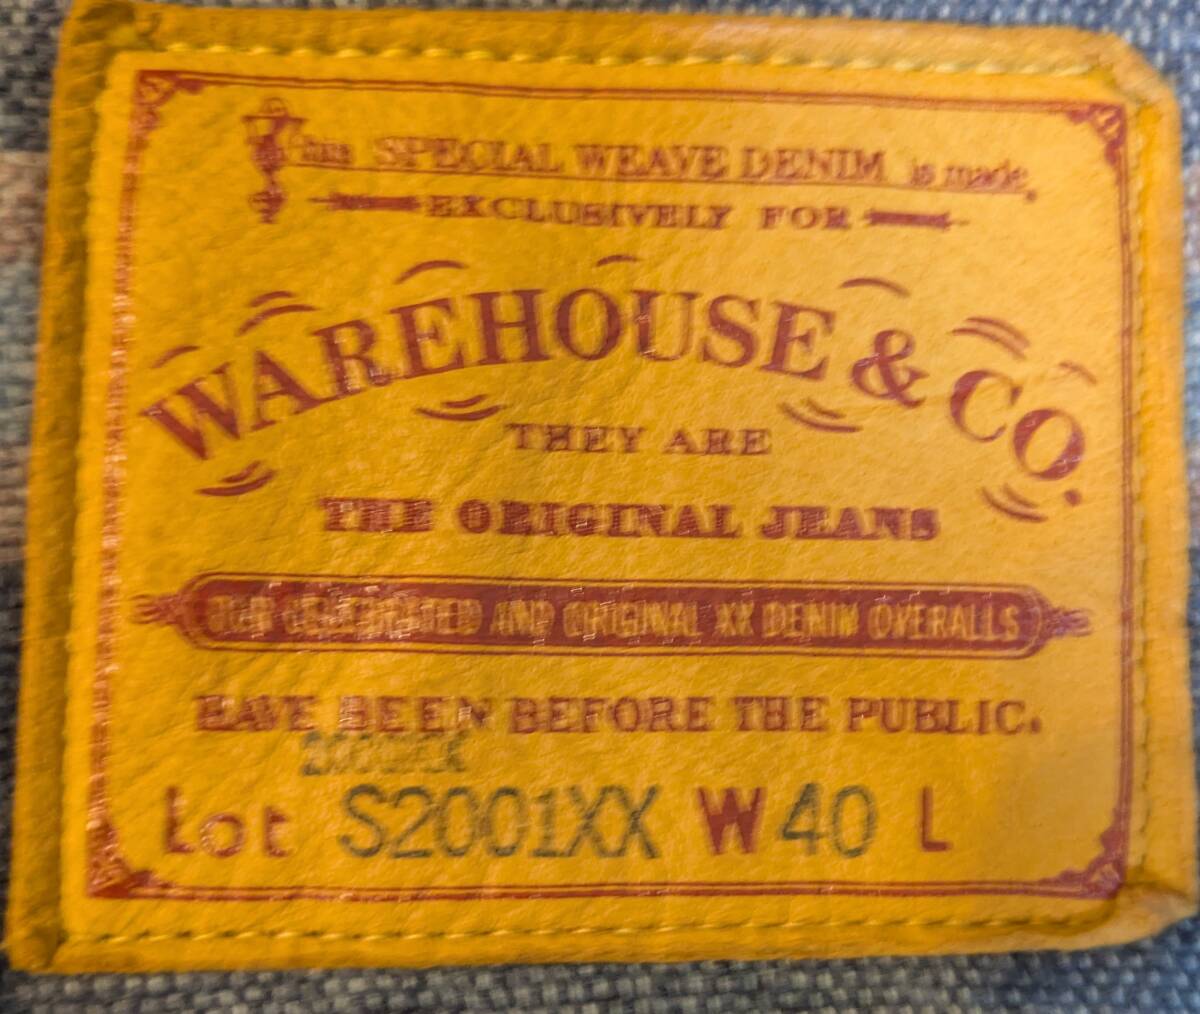 This SPECIAL WEAVE DENIM is made
EXCLUSIVELY FOR
WAREHOUSE & CO.
THEY ARE
THE ORIGINAL JEANS
OUR CELEBRATED AND ORIGINAL XX DENIM OVERALLS
HAVE BEEN BEFORE THE PUBLIC.
Lot S2001XX W 40 L